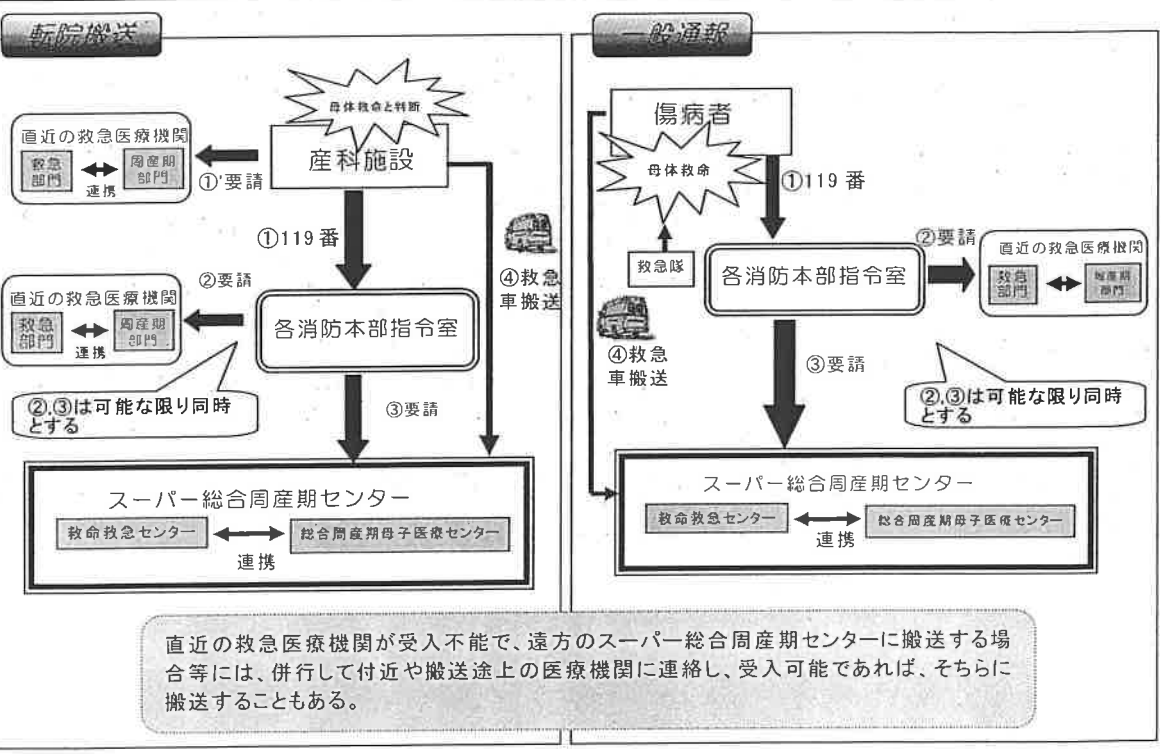 転院搬送
母体救命と判断
産科施設
直近の救急医療機関
救急
部門
連携
周産期
部門
①'要請
①119番
④救急
車搬送
直近の救急医療機関
救急
部門
連携
周産期
部門
②要請
各消防本部指令室
②,③は可能な限り同時
とする
③要請
スーパー総合周産期センター
救命救急センター
連携
総合周産期母子医療センター
一般通報
傷病者
母体救命
①119番
救急隊
各消防本部指令室
②要請
直近の救急医療機関
救急
部門
周産期
部門
④救急
車搬送
③要請
②,③は可能な限り同時
とする
スーパー総合周産期センター
救命救急センター
連携
総合周産期母子医療センター
直近の救急医療機関が受入不能で、遠方のスーパー総合周産期センターに搬送する場
合等には、併行して付近や搬送途上の医療機関に連絡し、受入可能であれば、そちらに
搬送することもある。